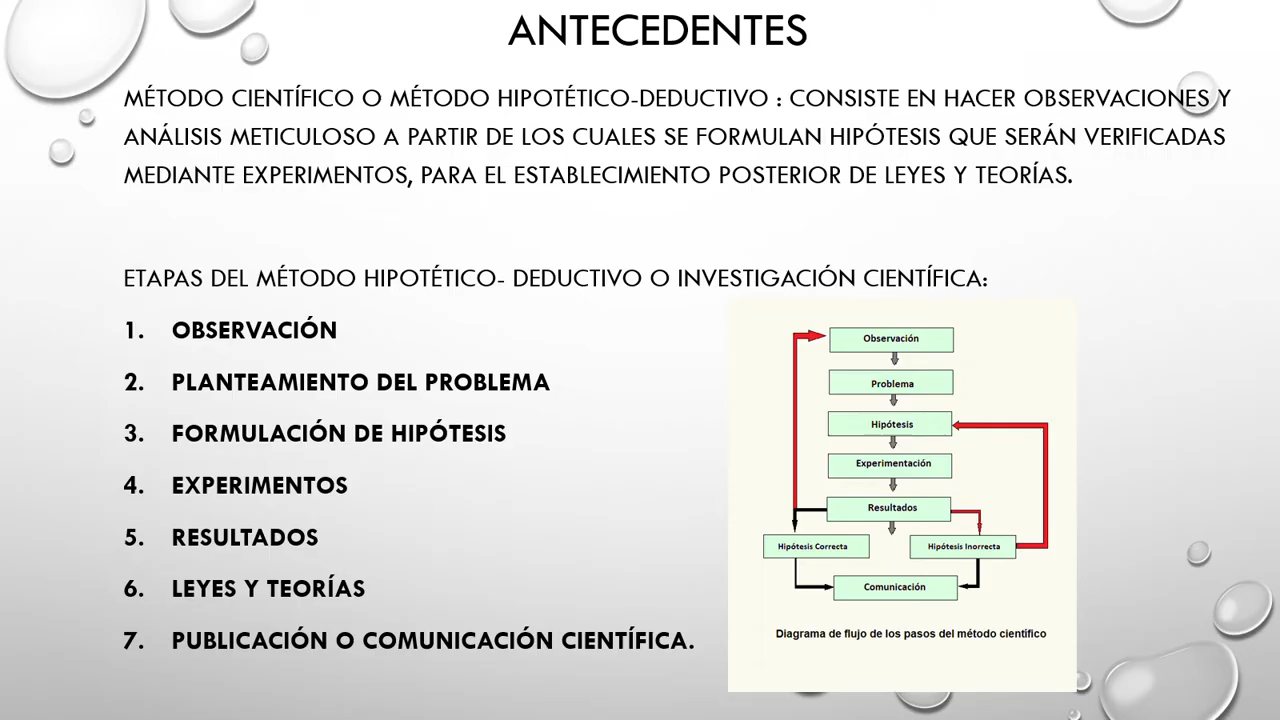 ANTECEDENTES
MÉTODO CIENTÍFICO O MÉTODO HIPOTÉTICO-DEDUCTIVO : CONSISTE EN HACER OBSERVACIONES Y
ANÁLISIS METICULOSO A PARTIR DE LOS CUALES SE FORMULAN HIPÓTESIS QUE SERÁN VERIFICADAS
MEDIANTE EXPERIMENTOS, PARA EL ESTABLECIMIENTO POSTERIOR DE LEYES Y TEORÍAS.
ETAPAS DEL MÉTODO HIPOTÉTICO- DEDUCTIVO O INVESTIGACIÓN CIENTÍFICA:
1. OBSERVACIÓN
2. PLANTEAMIENTO DEL PROBLEMA
3. FORMULACIÓN DE HIPÓTESIS
4. EXPERIMENTOS
5. RESULTADOS
6. LEYES Y TEORÍAS
7. PUBLICACIÓN O COMUNICACIÓN CIENTÍFICA.
Observación
Problema
Hipótesis
Experimentación
Resultados
Hipótesis Correcta
Hipótesis Inorrecta
Comunicación
Diagrama de flujo de los pasos del método científico